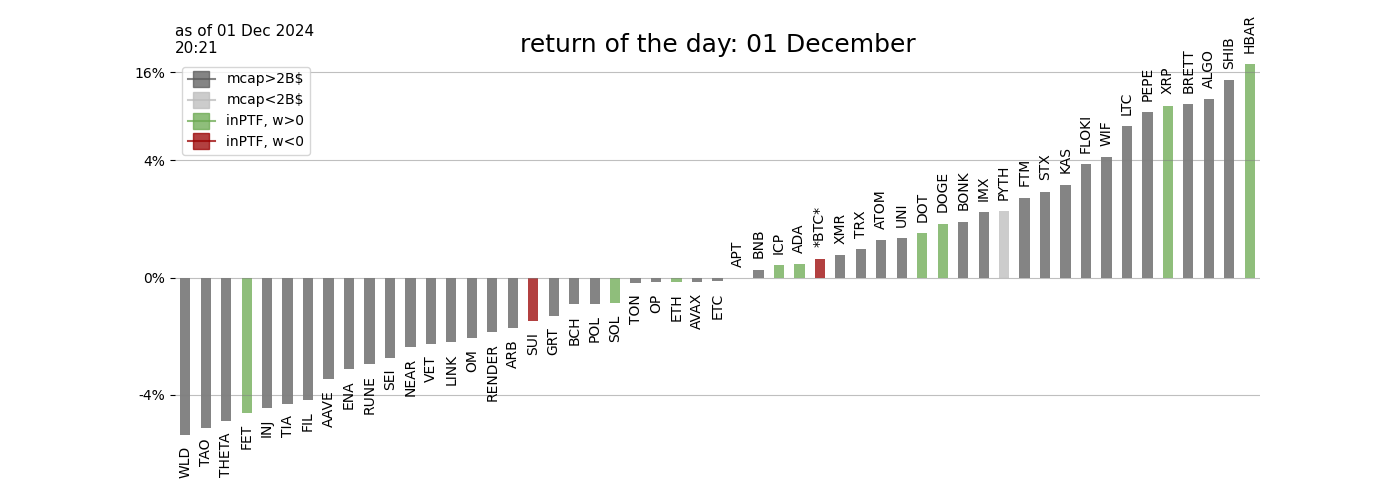 as of 01 Dec 2024
20:21
return of the day: 01 December
16%
4%
0%
-4%
mcap>2B$
mcap<2B$
inPTF, w>0
inPTF, w<0
WLD
TAO
THETA
FET
INJ
TIA
FIL
AAVE
ENA
RUNE
SEI
NEAR
VET
LINK
OM
RENDER
ARB
SUI
GRT
BCH
POL
SOL
TON
OP
ETH
AVAX
ETC
APT
BNB
ICP
ADA
*BTC*
XMR
TRX
ATOM
UNI
DOT
DOGE
BONK
IMX
PYTH
FTM
STX
KAS
FLOKI
WIF
LTC
PEPE
XRP
BRETT
ALGO
SHIB
HBAR